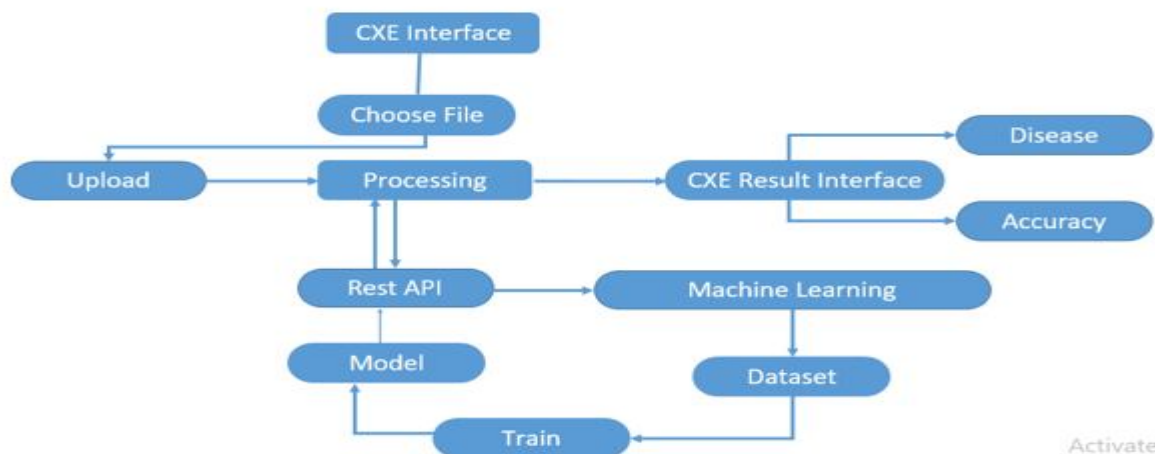 CXE Interface
Choose File
Upload
Processing
CXE Result Interface
Disease
Accuracy
Rest API
Machine Learning
Model
Dataset
Train
Activate